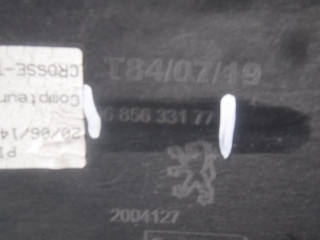 T84/07/19
6 856 331 77
2004127
CROSSE-
Compteur
20/06/14